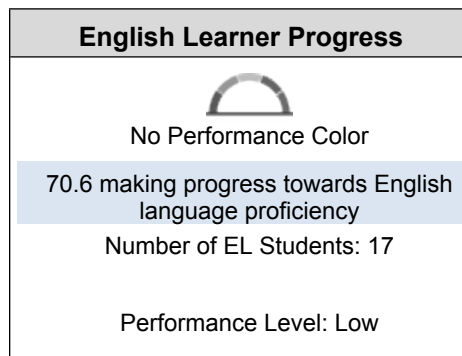 English Learner Progress
No Performance Color
70.6 making progress towards English
language proficiency
Number of EL Students: 17
Performance Level: Low